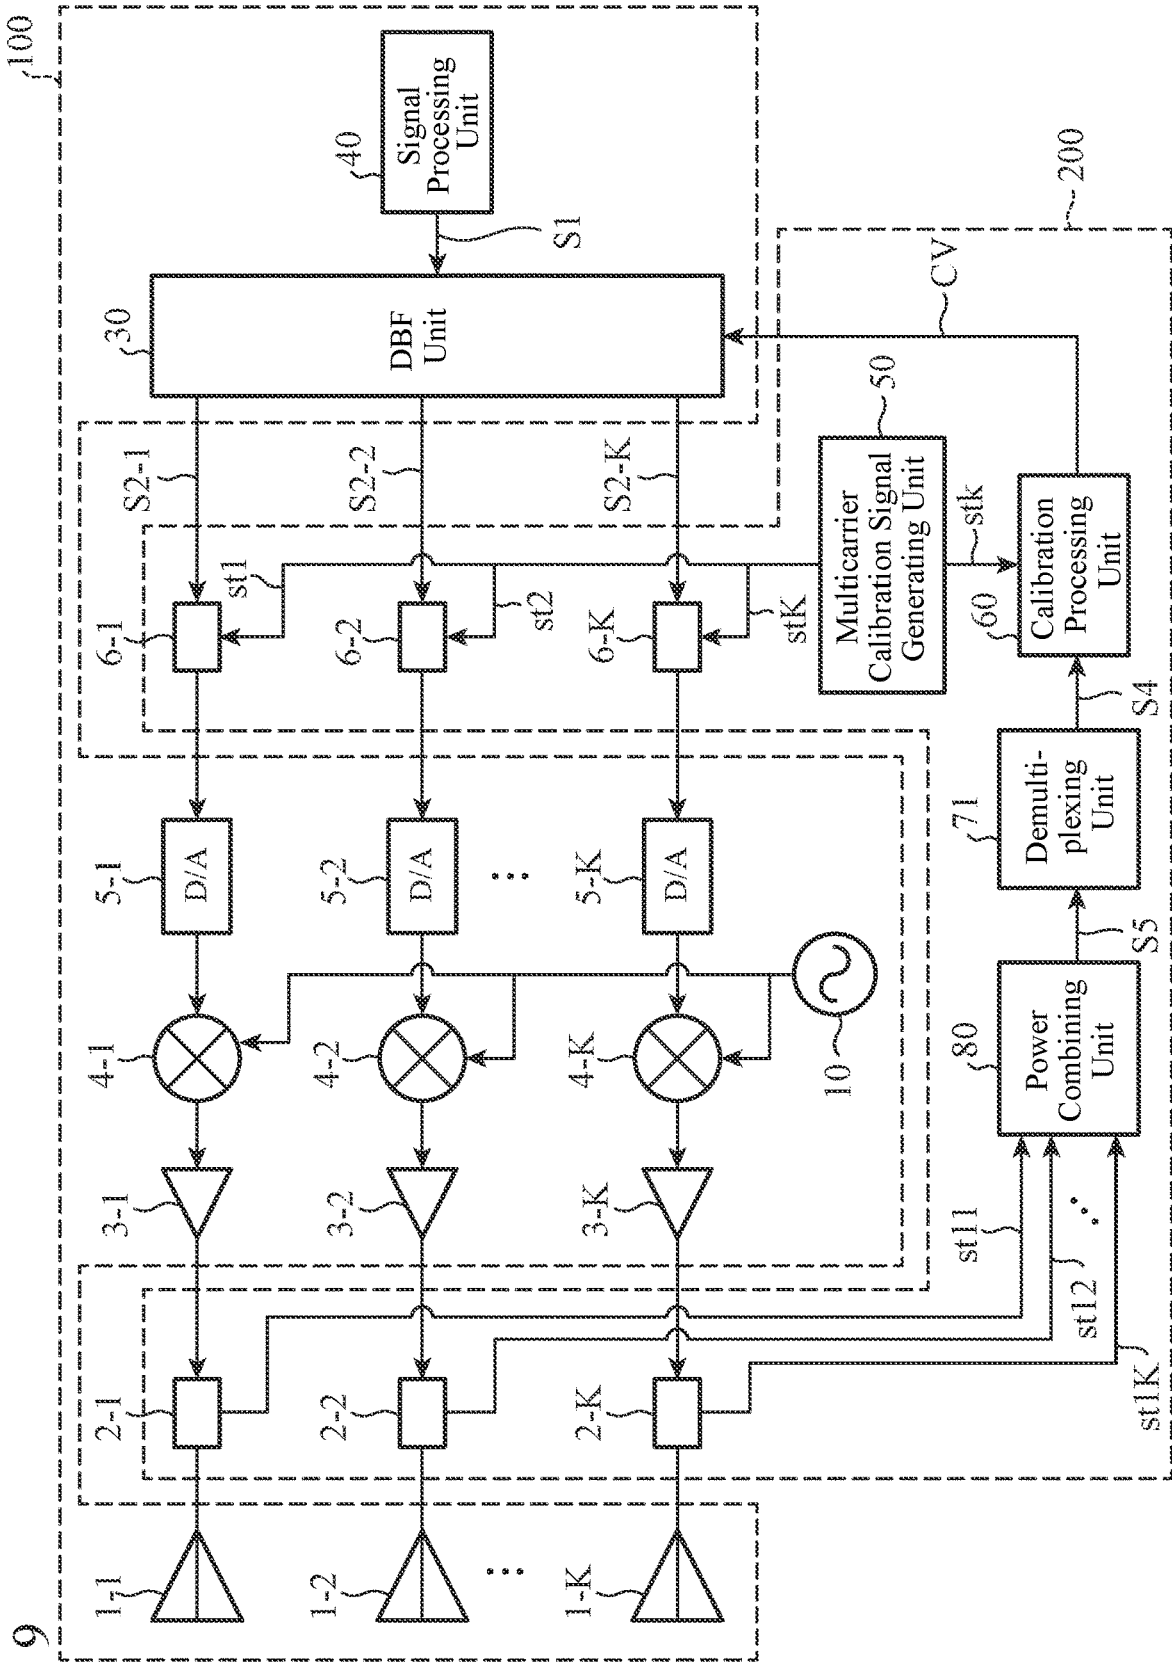 9
100
1-1
2-1
3-1
4-1
5-1
D/A
6-1
st1
S2-1
30
DBF
Unit
S1
40
Signal
Processing
Unit
1-2
2-2
3-2
4-2
5-2
D/A
6-2
st2
S2-2
1-K
2-K
3-K
4-K
5-K
D/A
6-K
stK
S2-K
10
st11
st12
st1K
80
Power
Combining
Unit
S5
71
Demulti-
plexing
Unit
S4
50
Multicarrier
Calibration Signal
Generating Unit
stk
60
Calibration
Processing
Unit
CV
200